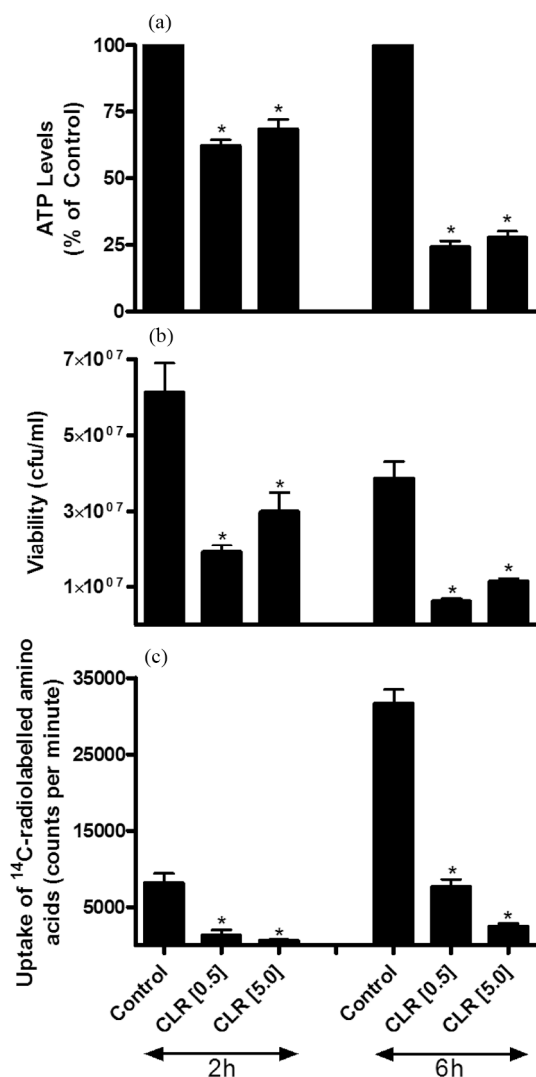 (a)
ATP Levels
(% of Control)
100
75
50
25
0
*
*
*
*
(b)
Viability (cfu/ml)
7×10⁰⁷
5×10⁰⁷
3×10⁰⁷
1×10⁰⁷
*
*
*
*
(c)
Uptake of ¹⁴C-radiolabelled amino
acids (counts per minute)
35000
25000
15000
5000
*
*
*
*
Control
CLR [0.5]
CLR [5.0]
Control
CLR [0.5]
CLR [5.0]
2h
6h